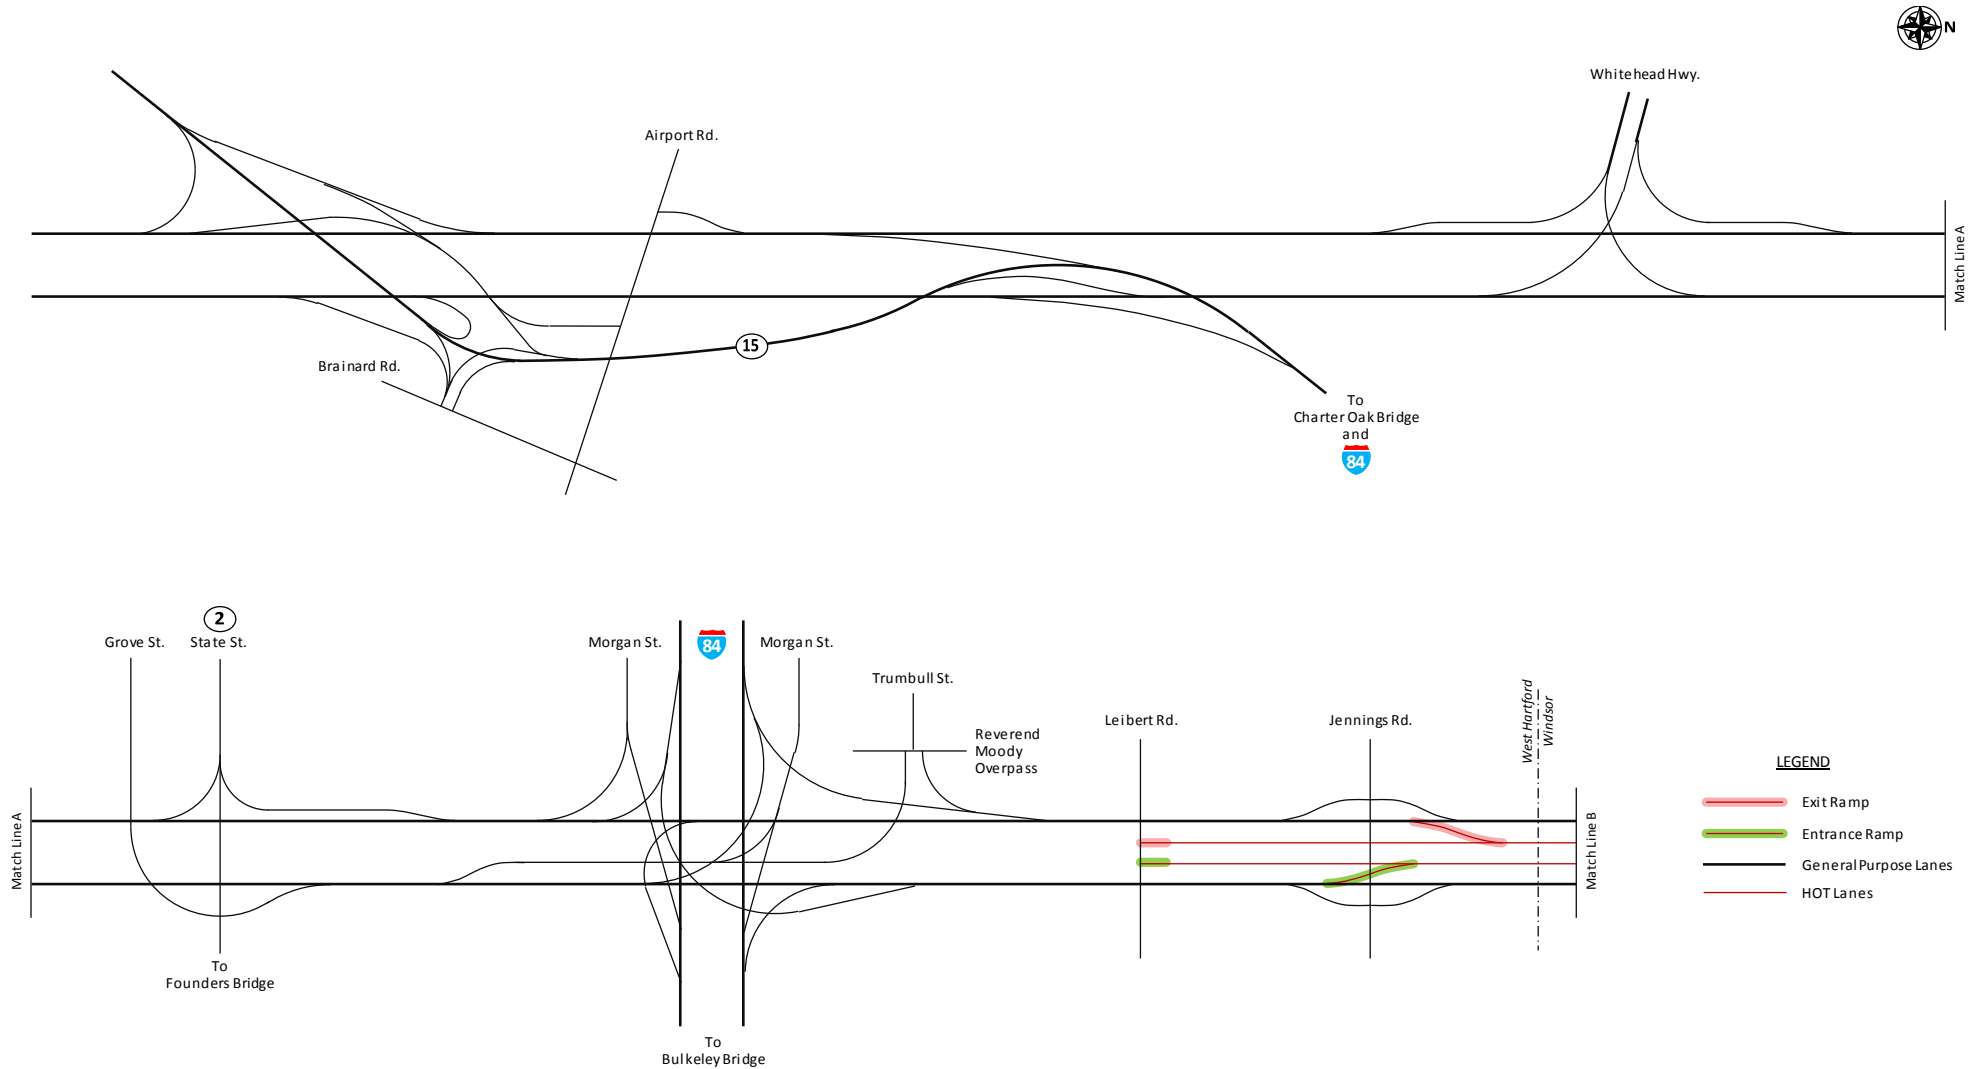 N
Whitehead Hwy.
Airport Rd.
Match Line A
15
Brainard Rd.
To
Charter Oak Bridge
and
84
2
Grove St.
State St.
Morgan St.
84
Morgan St.
Trumbull St.
Reverend
Moody
Overpass
Leibert Rd.
Jennings Rd.
West Hartford
Windsor
Match Line A
Match Line B
To
Founders Bridge
To
Bulkeley Bridge
LEGEND
Exit Ramp
Entrance Ramp
General Purpose Lanes
HOT Lanes